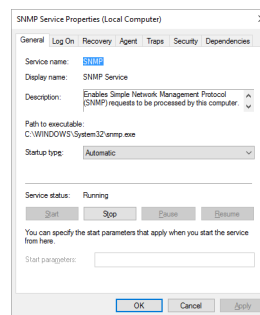 SNMP Service Properties (Local Computer)
General Log On Recovery Agent Traps Security Dependencies
Service name: SNMP
Display name: SNMP Service
Description: Enables Simple Network Management Protocol
(SNMP) requests to be processed by this computer.
Path to executable:
C:\WINDOWS\System32\snmp.exe
Startup type: Automatic
Service status: Running
Start Stop Pause Resume
You can specify the start parameters that apply when you start the service
from here.
Start parameters:
OK Cancel Apply